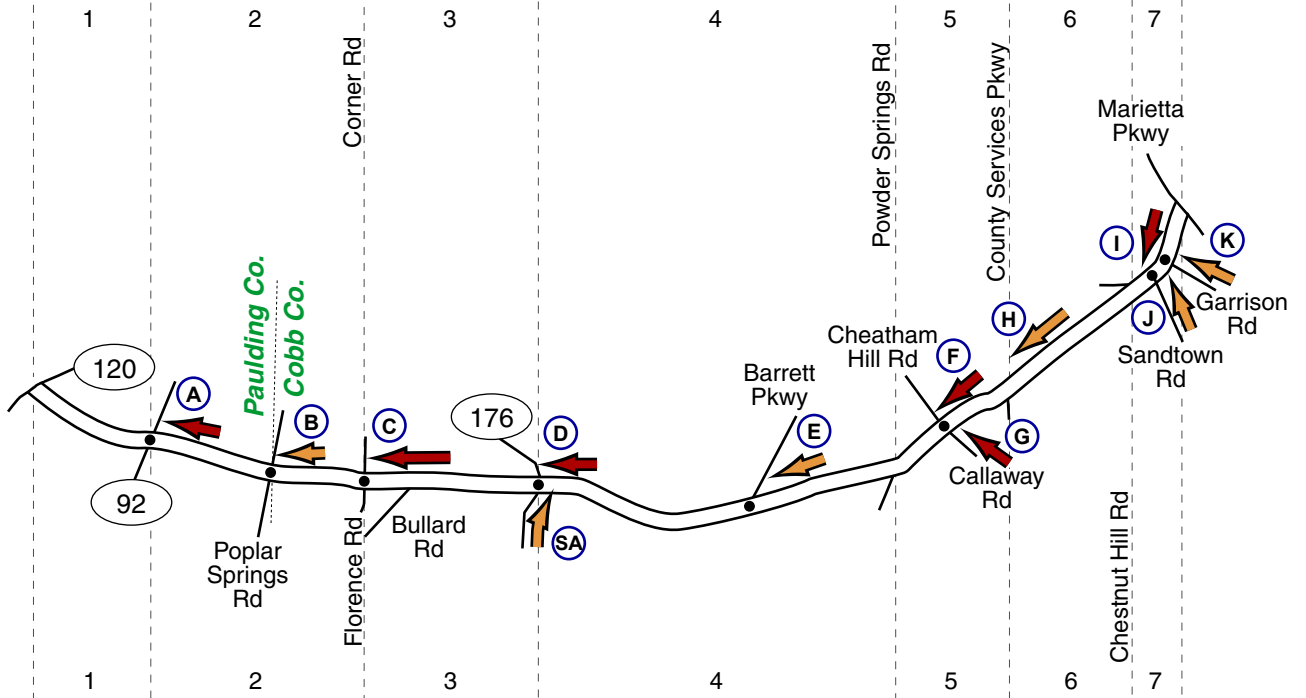 1
2
3
4
5
6
7
Corner Rd
Powder Springs Rd
County Services Pkwy
Marietta
Pkwy
Paulding Co.
Cobb Co.
I
K
Garrison
Rd
J
Sandtown
Rd
H
Cheatham
Hill Rd
F
120
A
Barrett
Pkwy
176
B
C
D
E
G
Callaway
Rd
92
Bullard
Rd
SA
Poplar
Springs
Rd
Florence Rd
Chestnut Hill Rd
1
2
3
4
5
6
7